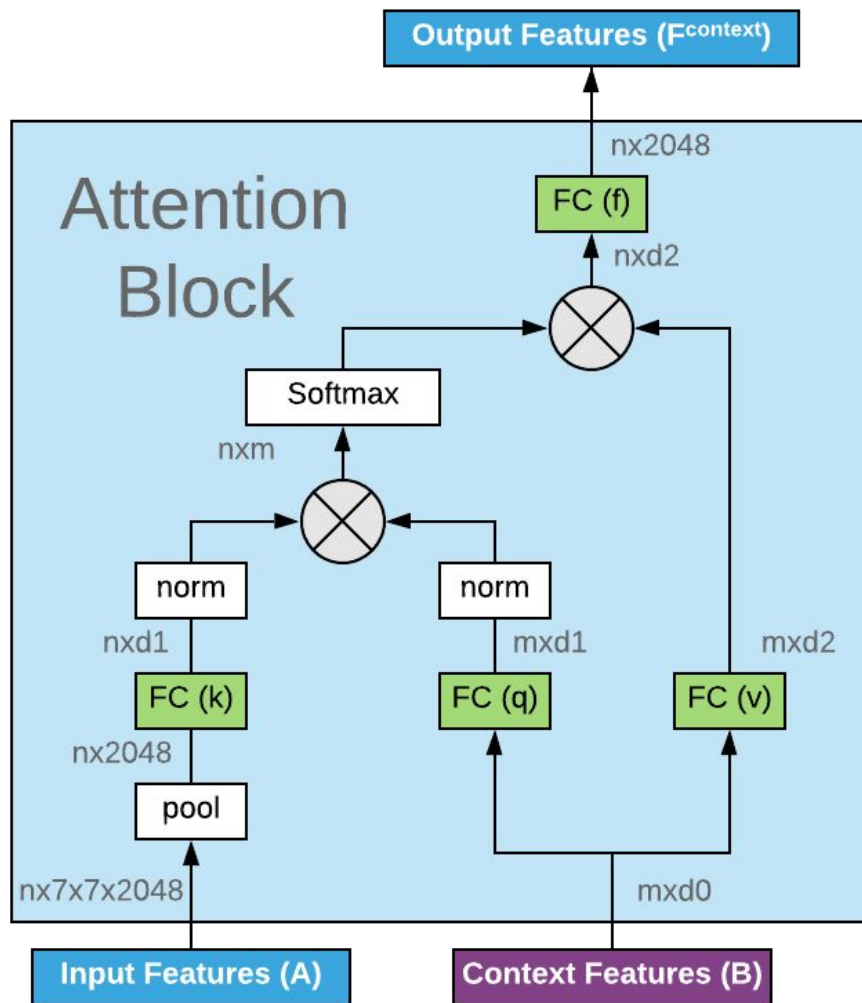 Output Features (F^context)
nx2048
Attention
Block
FC (f)
nxd2
Softmax
nxm
norm
norm
nxd1
mxd1
mxd2
FC (k)
FC (q)
FC (v)
nx2048
pool
nx7x7x2048
mxd0
Input Features (A)
Context Features (B)